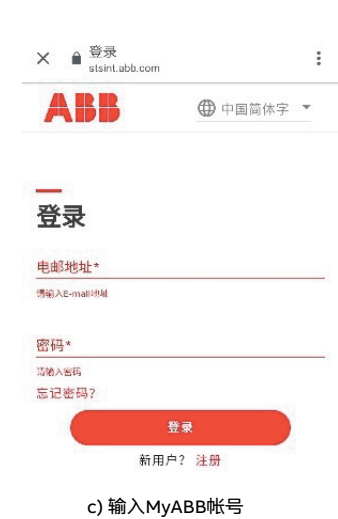 登录
stsint.abb.com
ABB
中国简体字
登录
电邮地址*
请输入E-mail地址
密码*
请输入密码
忘记密码?
登录
新用户? 注册
c) 输入MyABB帐号